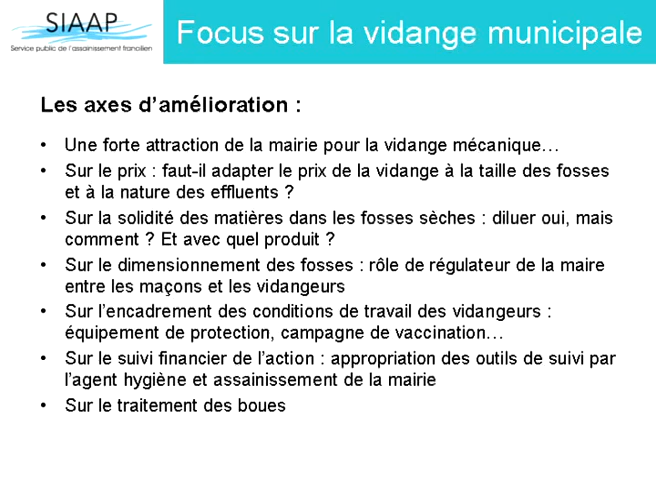 SIAAP
Service public de l'assainissement francilien
Focus sur la vidange municipale
Les axes d'amélioration :
• Une forte attraction de la mairie pour la vidange mécanique…
• Sur le prix : faut-il adapter le prix de la vidange à la taille des fosses
et à la nature des effluents ?
• Sur la solidité des matières dans les fosses sèches : diluer oui, mais
comment ? Et avec quel produit ?
• Sur le dimensionnement des fosses : rôle de régulateur de la maire
entre les maçons et les vidangeurs
• Sur l'encadrement des conditions de travail des vidangeurs :
équipement de protection, campagne de vaccination…
• Sur le suivi financier de l'action : appropriation des outils de suivi par
l'agent hygiène et assainissement de la mairie
• Sur le traitement des boues